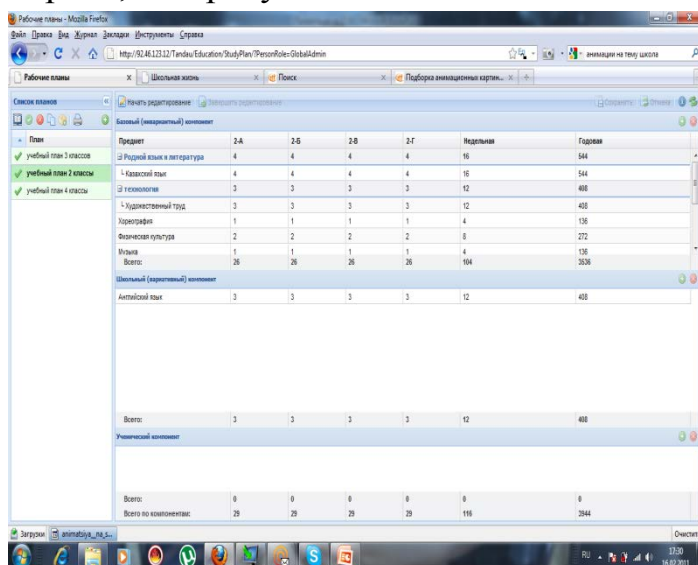 Рабочие планы - Mozilla Firefox
Файл Правка Вид Журнал Закладки Инструменты Справка
http://92.46.123.12/Tandau/Education/StudyPlan/?PersonRole=GlobalAdmin анимации на тему школа
Рабочие планы Школьная жизнь Поиск Подборка анимационных картин...
Список планов Начать редактирование Завершить редактирование Сохранить Отмена
Базовый (инвариантный) компонент
План Предмет 2-А 2-Б 2-В 2-Г Недельная Годовая
учебный план 3 классов Родной язык и литература 4 4 4 4 16 544
учебный план 2 классы Казахский язык 4 4 4 4 16 544
учебный план 4 классы технология 3 3 3 3 12 408
Художественный труд 3 3 3 3 12 408
Хореография 1 1 1 1 4 136
Физическая культура 2 2 2 2 8 272
Музыка 1 1 1 1 4 136
Всего: 26 26 26 26 104 3536
Школьный (вариативный) компонент
Английский язык 3 3 3 3 12 408
Всего: 3 3 3 3 12 408
Ученический компонент
Всего: 0 0 0 0 0 0
Всего по компонентам: 29 29 29 29 116 3944
Загрузки animatsiya_na_s... Очистит
RU 17:30
16.02.2011